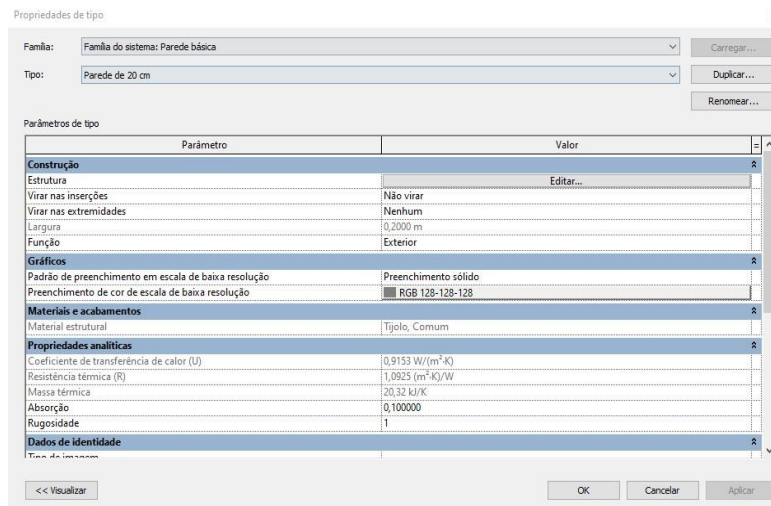 Propriedades de tipo
Família: Família do sistema: Parede básica Carregar...
Tipo: Parede de 20 cm Duplicar...
Renomear...
Parâmetros de tipo
Parâmetro Valor =
Construção
Estrutura Editar...
Virar nas inserções Não virar
Virar nas extremidades Nenhum
Largura 0,2000 m
Função Exterior
Gráficos
Padrão de preenchimento em escala de baixa resolução Preenchimento sólido
Preenchimento de cor de escala de baixa resolução RGB 128-128-128
Materiais e acabamentos
Material estrutural Tijolo, Comum
Propriedades analíticas
Coeficiente de transferência de calor (U) 0,9153 W/(m²·K)
Resistência térmica (R) 1,0925 (m²·K)/W
Massa térmica 20,32 kJ/K
Absorção 0,100000
Rugosidade 1
Dados de identidade
Tipo de imagem
<< Visualizar OK Cancelar Aplicar